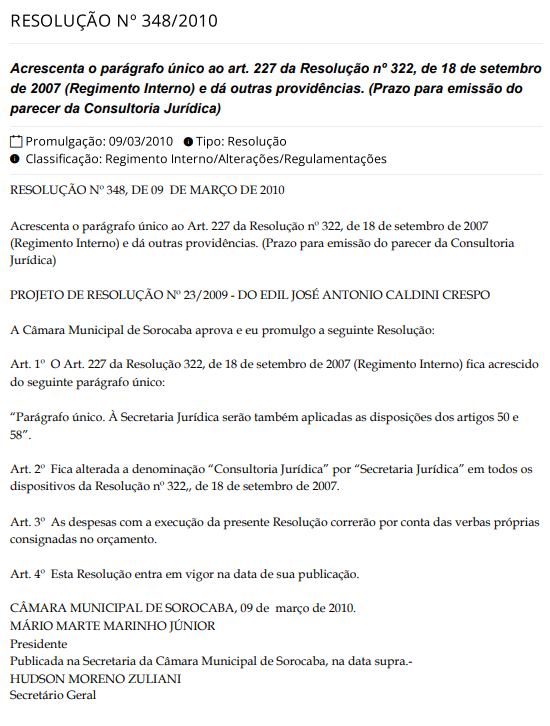 RESOLUÇÃO Nº 348/2010
Acrescenta o parágrafo único ao art. 227 da Resolução nº 322, de 18 de setembro
de 2007 (Regimento Interno) e dá outras providências. (Prazo para emissão do
parecer da Consultoria Jurídica)
Promulgação: 09/03/2010 Tipo: Resolução
Classificação: Regimento Interno/Alterações/Regulamentações
RESOLUÇÃO Nº 348, DE 09 DE MARÇO DE 2010
Acrescenta o parágrafo único ao Art. 227 da Resolução nº 322, de 18 de setembro de 2007
(Regimento Interno) e dá outras providências. (Prazo para emissão do parecer da Consultoria
Jurídica)
PROJETO DE RESOLUÇÃO Nº 23/2009 - DO EDIL JOSÉ ANTONIO CALDINI CRESPO
A Câmara Municipal de Sorocaba aprova e eu promulgo a seguinte Resolução:
Art. 1º O Art. 227 da Resolução 322, de 18 de setembro de 2007 (Regimento Interno) fica acrescido
do seguinte parágrafo único:
“Parágrafo único. À Secretaria Jurídica serão também aplicadas as disposições dos artigos 50 e
58”.
Art. 2º Fica alterada a denominação “Consultoria Jurídica” por “Secretaria Jurídica” em todos os
dispositivos da Resolução nº 322,, de 18 de setembro de 2007.
Art. 3º As despesas com a execução da presente Resolução correrão por conta das verbas próprias
consignadas no orçamento.
Art. 4º Esta Resolução entra em vigor na data de sua publicação.
CÂMARA MUNICIPAL DE SOROCABA, 09 de março de 2010.
MÁRIO MARTE MARINHO JÚNIOR
Presidente
Publicada na Secretaria da Câmara Municipal de Sorocaba, na data supra.-
HUDSON MORENO ZULIANI
Secretário Geral